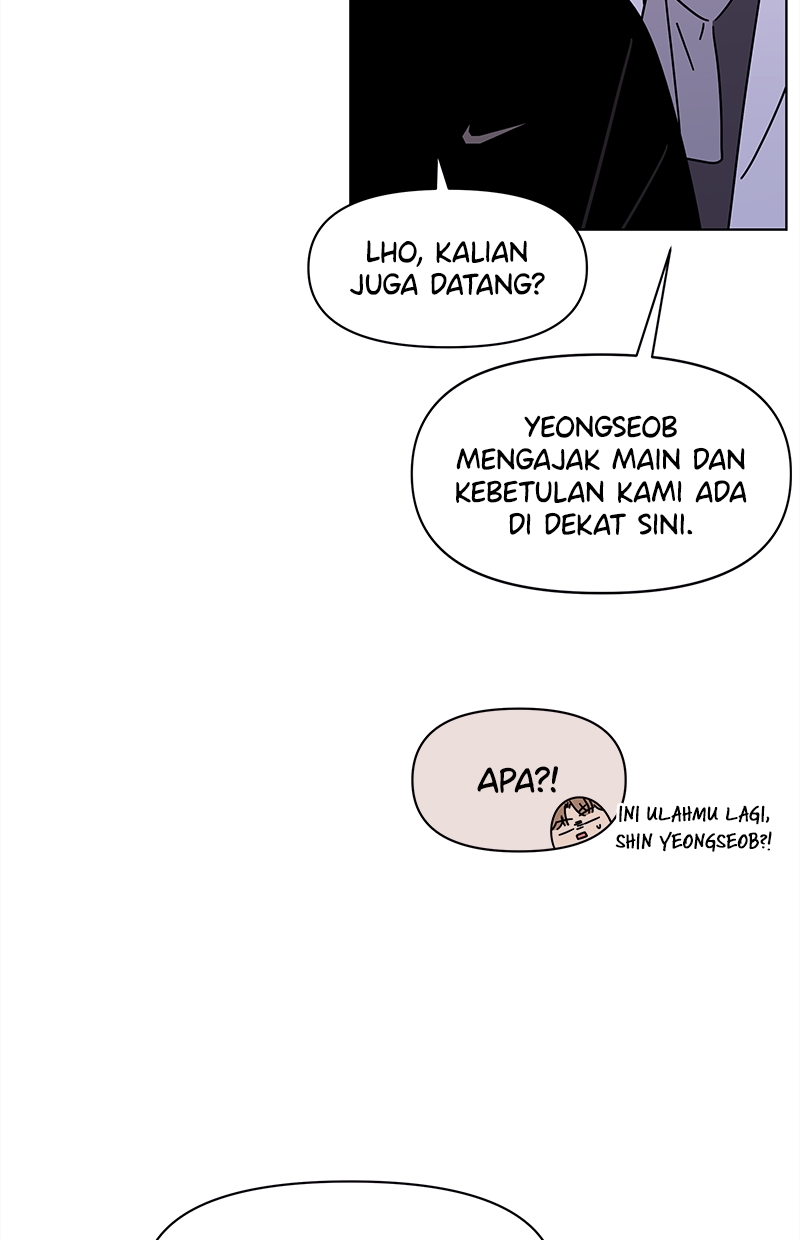 LHO, KALIAN
JUGA DATANG?
YEONGSEOB
MENGAJAK MAIN DAN
KEBETULAN KAMI ADA
DI DEKAT SINI.
APA?!
INI ULAHMU LAGI,
SHIN YEONGSEOB?!